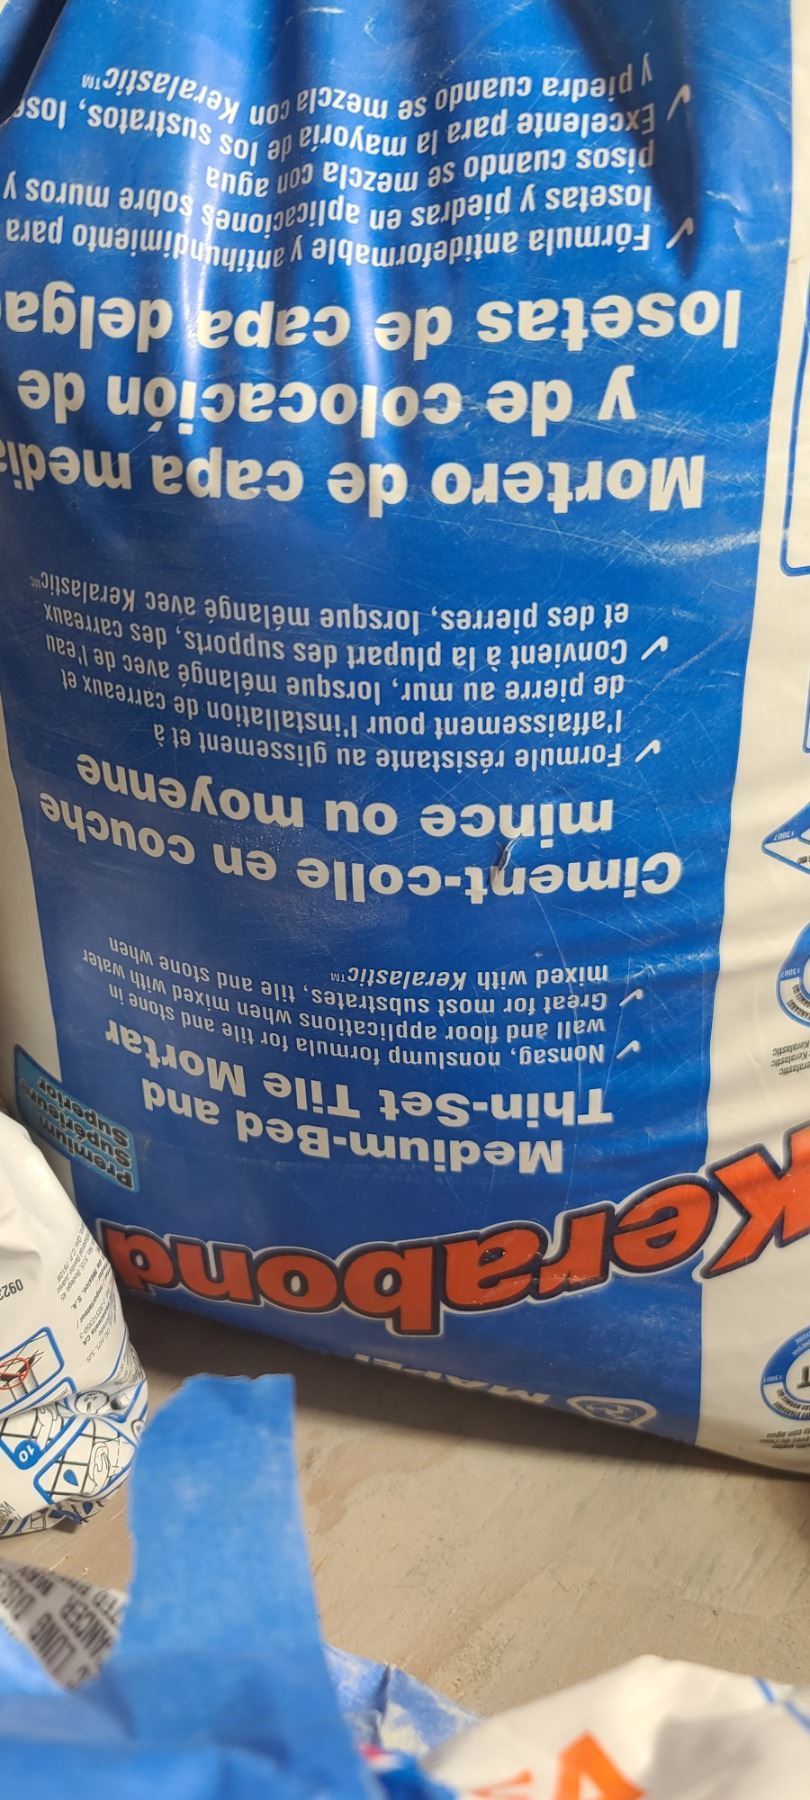 MAPEI
Kerabond
Premium
Supérieure
Superior
Medium-Bed and
Thin-Set Tile Mortar
✓ Nonsag, nonslump formula for tile and stone in
wall and floor applications when mixed with water
✓ Great for most substrates, tile and stone when
mixed with Keralastic™
Ciment-colle en couche
mince ou moyenne
✓ Formule résistante au glissement et à
l'affaissement pour l'installation de carreaux et
de pierre au mur, lorsque mélangé avec de l'eau
✓ Convient à la plupart des supports, des carreaux
et des pierres, lorsque mélangé avec Keralastic
Mortero de capa media
y de colocación de
losetas de capa delga
✓ Fórmula antideformable y antihundimiento para
losetas y piedras en aplicaciones sobre muros y
pisos cuando se mezcla con agua
✓ Excelente para la mayoría de los sustratos, lose
y piedra cuando se mezcla con Keralastic™
10